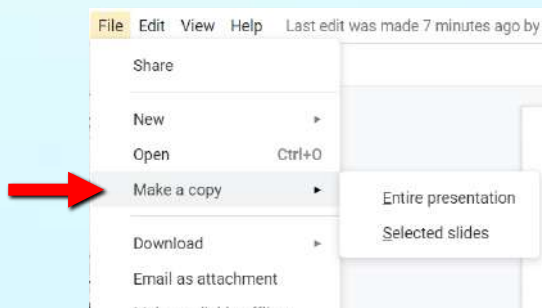 File Edit View Help Last edit was made 7 minutes ago by
Share
New
Open Ctrl+O
Make a copy
Entire presentation
Selected slides
Download
Email as attachment